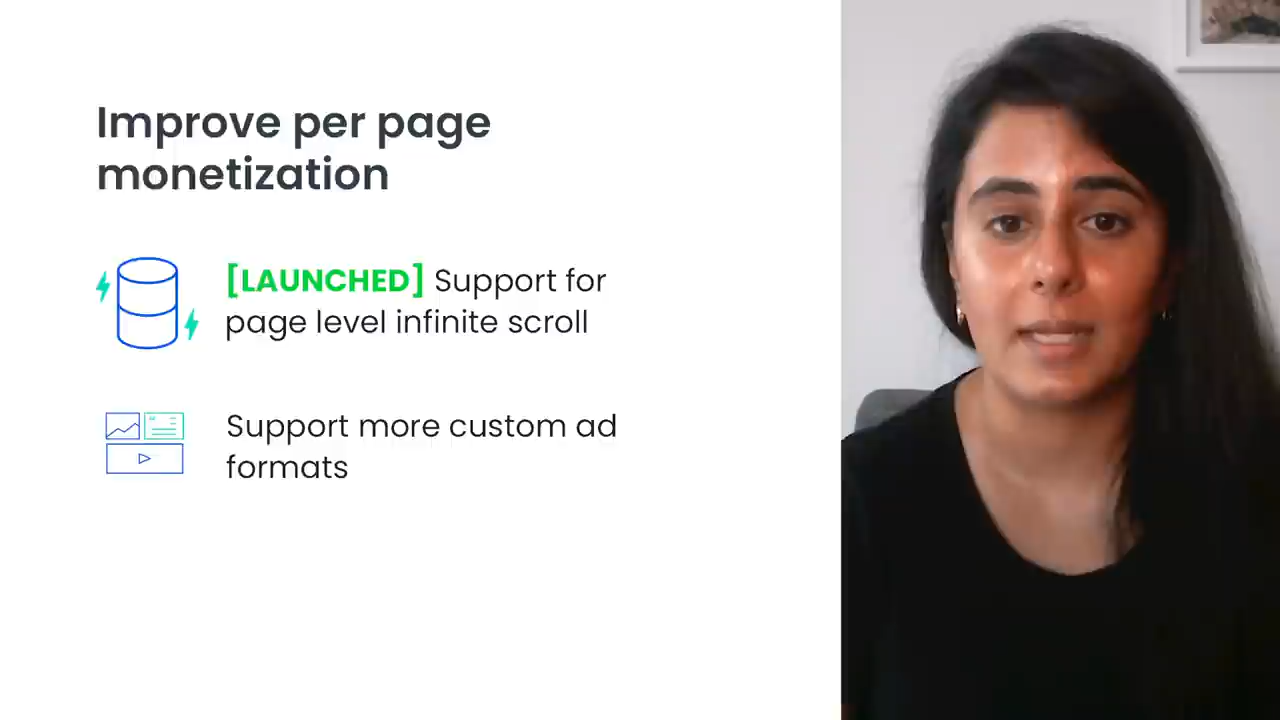 Improve per page
monetization
[LAUNCHED] Support for
page level infinite scroll
Support more custom ad
formats